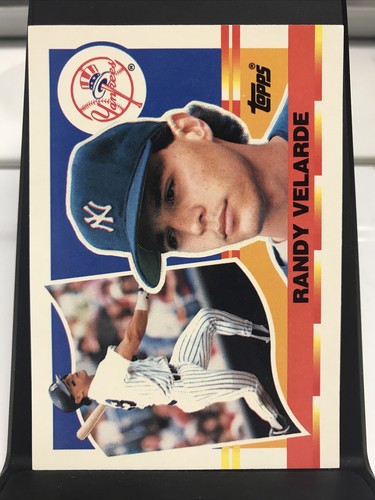 Yankees
®
TOPPS
®
RANDY VELARDE
NY